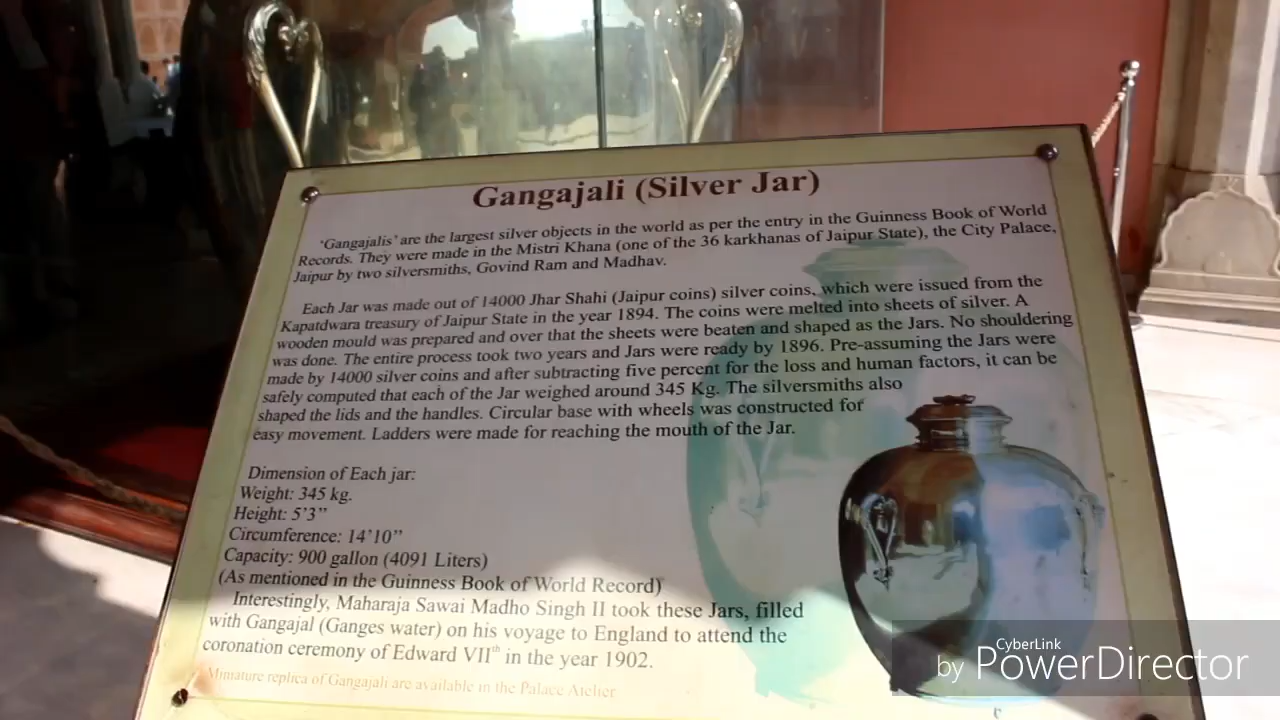 Gangajali (Silver Jar)
'Gangajalis' are the largest silver objects in the world as per the entry in the Guinness Book of World
Records. They were made in the Mistri Khana (one of the 36 karkhanas of Jaipur State), the City Palace,
Jaipur by two silversmiths, Govind Ram and Madhav.
Each Jar was made out of 14000 Jhar Shahi (Jaipur coins) silver coins, which were issued from the
Kapatdwara treasury of Jaipur State in the year 1894. The coins were melted into sheets of silver. A
wooden mould was prepared and over that the sheets were beaten and shaped as the Jars. No shouldering
was done. The entire process took two years and Jars were ready by 1896. Pre-assuming the Jars were
made by 14000 silver coins and after subtracting five percent for the loss and human factors, it can be
safely computed that each of the Jar weighed around 345 Kg. The silversmiths also
shaped the lids and the handles. Circular base with wheels was constructed for
easy movement. Ladders were made for reaching the mouth of the Jar.
Dimension of Each jar:
Weight: 345 kg.
Height: 5'3"
Circumference: 14'10"
Capacity: 900 gallon (4091 Liters)
(As mentioned in the Guinness Book of World Record)
Interestingly, Maharaja Sawai Madho Singh II took these Jars, filled
with Gangajal (Ganges water) on his voyage to England to attend the
coronation ceremony of Edward VIIth in the year 1902.
Miniature replica of Gangajali are available in the Palace Atelier
CyberLink
by PowerDirector